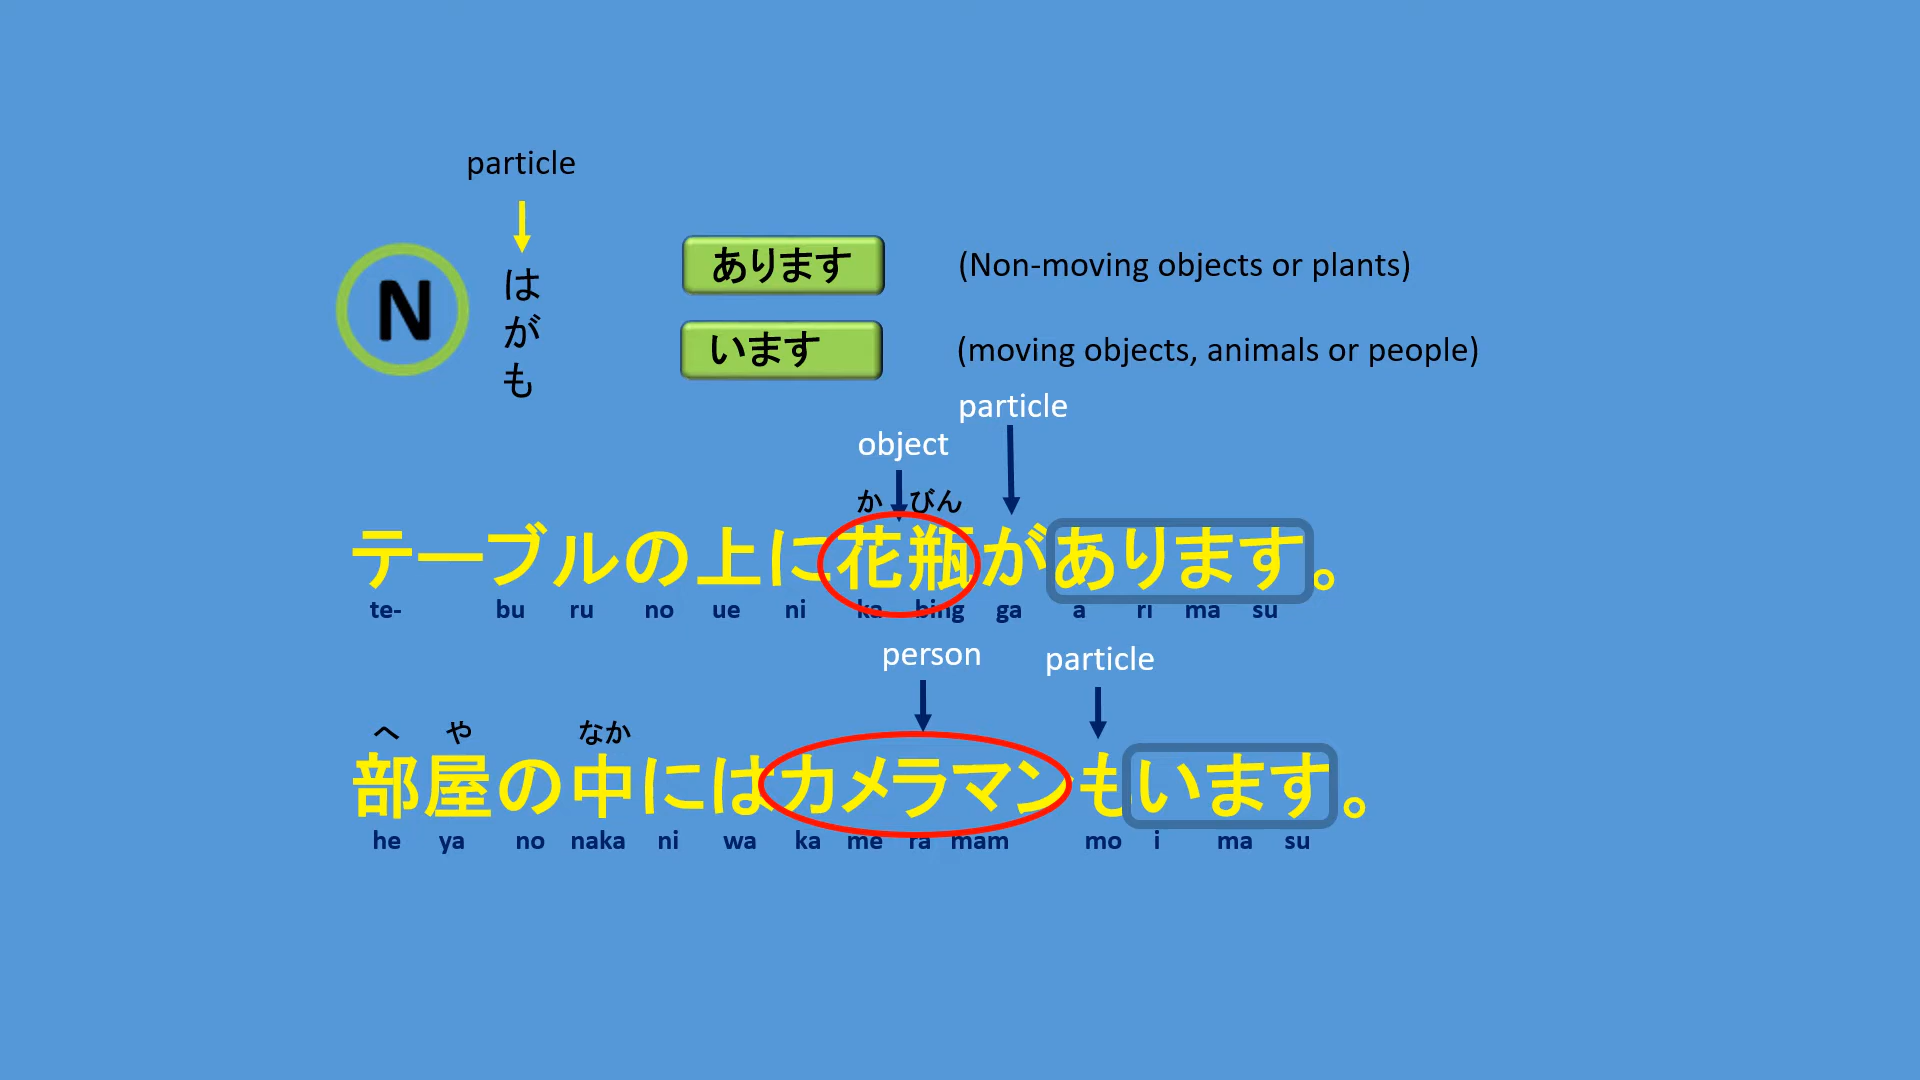 particle
N
は
が
も
あります (Non-moving objects or plants)
います (moving objects, animals or people)
particle
object
か びん
テーブルの上に花瓶があります。
te- bu ru no ue ni ka bing ga a ri ma su
person particle
へ や なか
部屋の中にはカメラマンもいます。
he ya no naka ni wa ka me ra mam mo i ma su